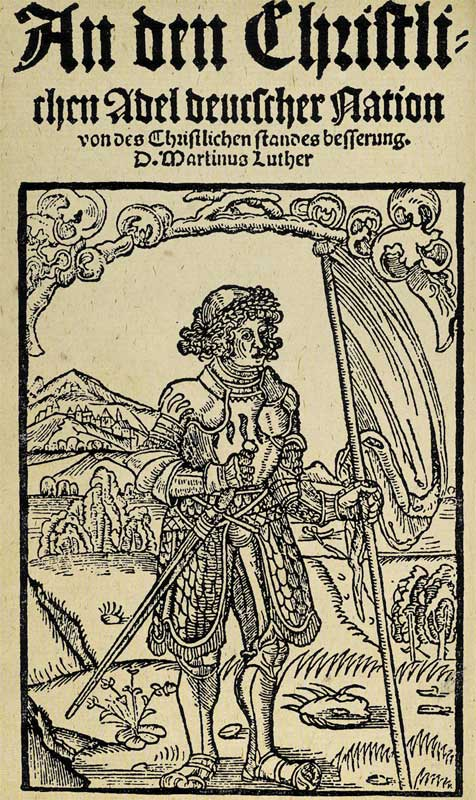 An den Christli-
chen Adel deutscher Nation
von des Christlichen standes besserung.
D. Martinus Luther